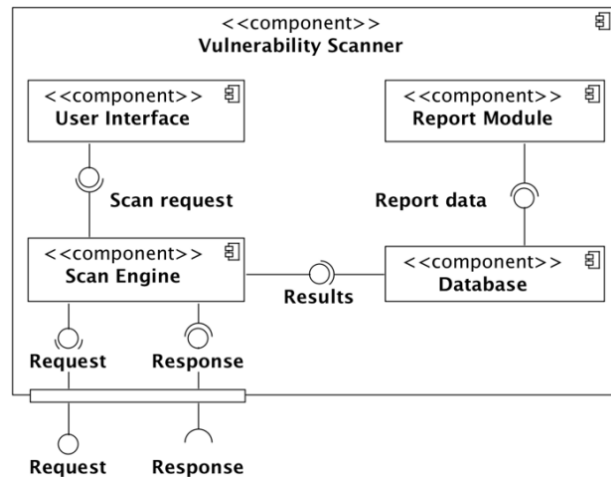 <<component>>
Vulnerability Scanner
<<component>>
User Interface
<<component>>
Report Module
Scan request
Report data
<<component>>
Scan Engine
Results
<<component>>
Database
Request
Response
Request
Response